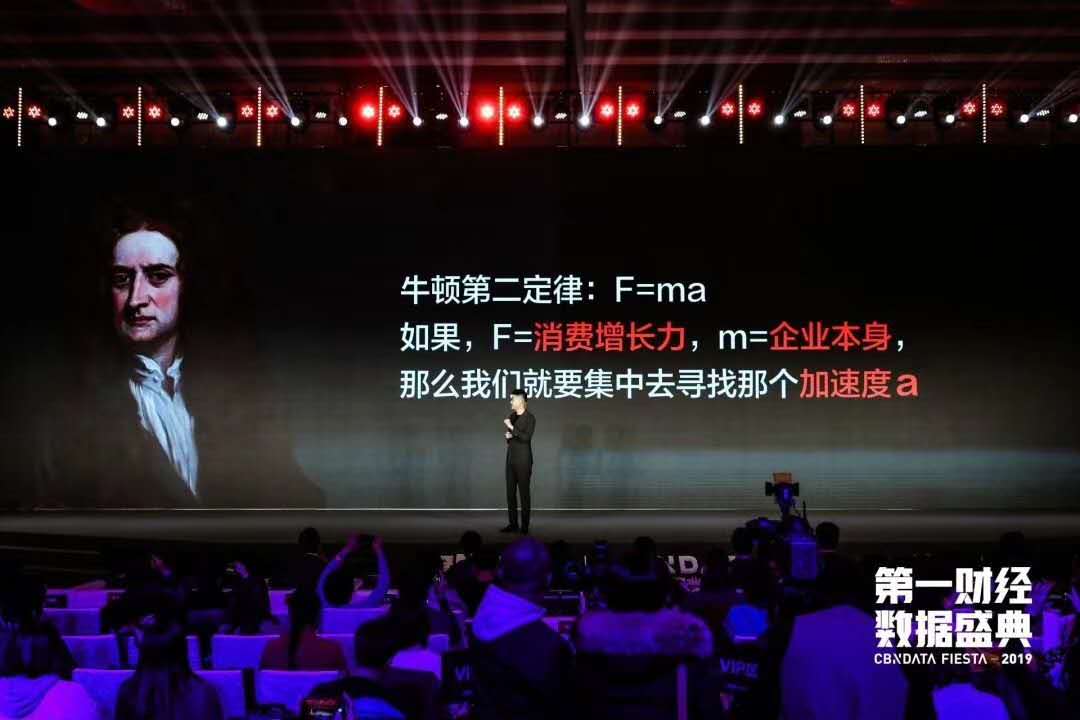 牛顿第二定律：F=ma
如果，F=消费增长力，m=企业本身，
那么我们就要集中去寻找那个加速度a
第一财经
数据盛典
CBNDATA FIESTA - 2019
VIP
VIP